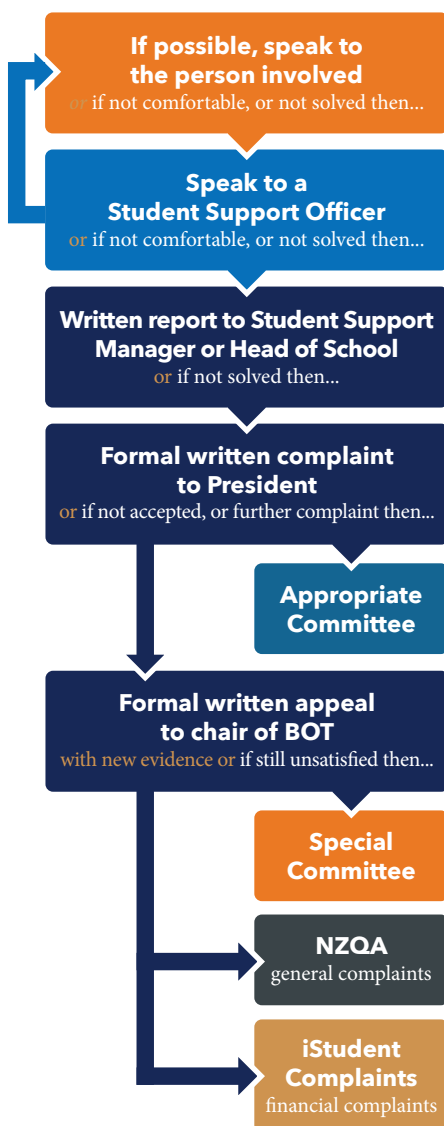 If possible, speak to
the person involved
or if not comfortable, or not solved then...
Speak to a
Student Support Officer
or if not comfortable, or not solved then...
Written report to Student Support
Manager or Head of School
or if not solved then...
Formal written complaint
to President
or if not accepted, or further complaint then...
Appropriate
Committee
Formal written appeal
to chair of BOT
with new evidence or if still unsatisfied then...
Special
Committee
NZQA
general complaints
iStudent
Complaints
financial complaints